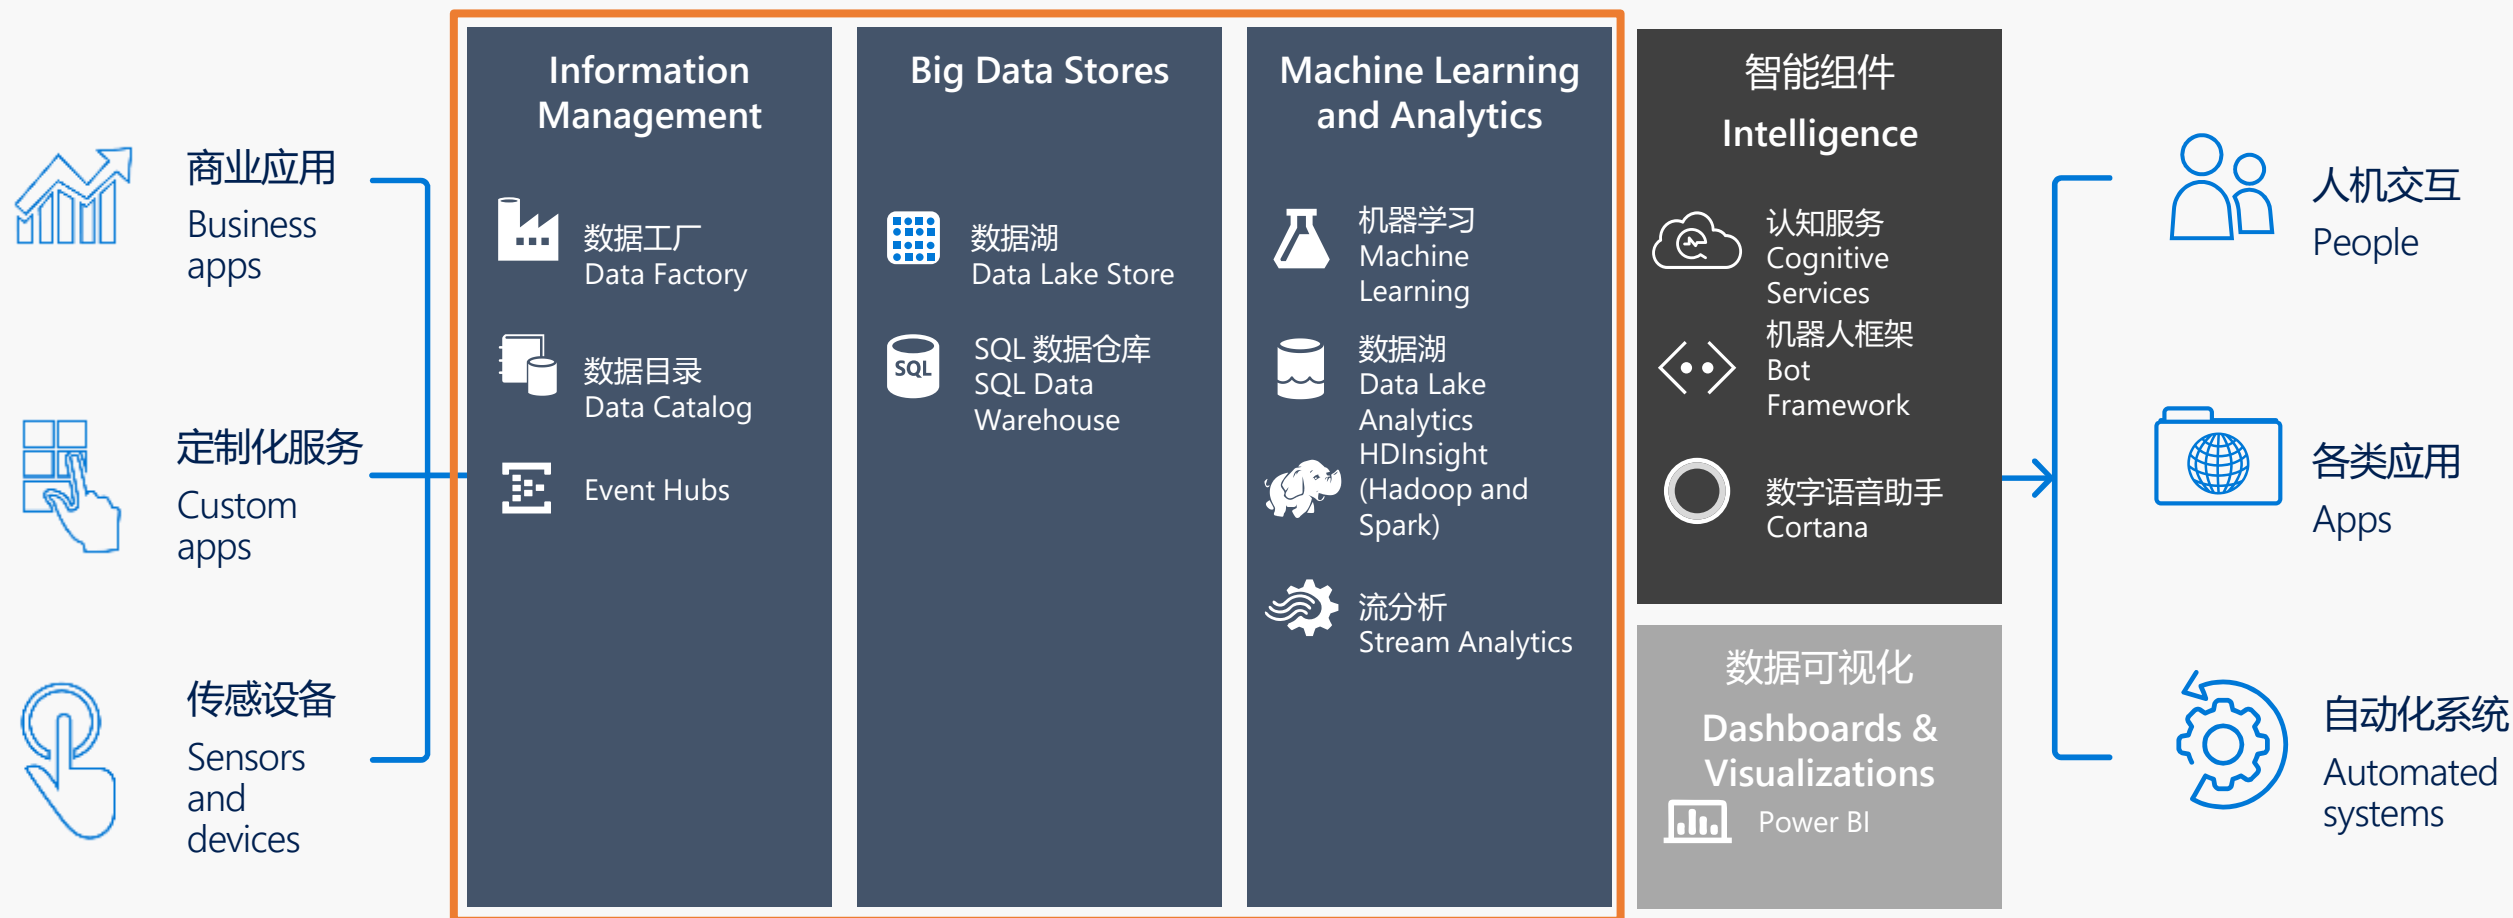 商业应用
Business
apps
定制化服务
Custom
apps
传感设备
Sensors
and
devices
Information
Management
数据工厂
Data Factory
数据目录
Data Catalog
Event Hubs
Big Data Stores
数据湖
Data Lake Store
SQL
SQL 数据仓库
SQL Data
Warehouse
Machine Learning
and Analytics
机器学习
Machine
Learning
数据湖
Data Lake
Analytics
HDInsight
(Hadoop and
Spark)
流分析
Stream Analytics
智能组件
Intelligence
认知服务
Cognitive
Services
机器人框架
Bot
Framework
数字语音助手
Cortana
数据可视化
Dashboards &
Visualizations
Power BI
人机交互
People
各类应用
Apps
自动化系统
Automated
systems